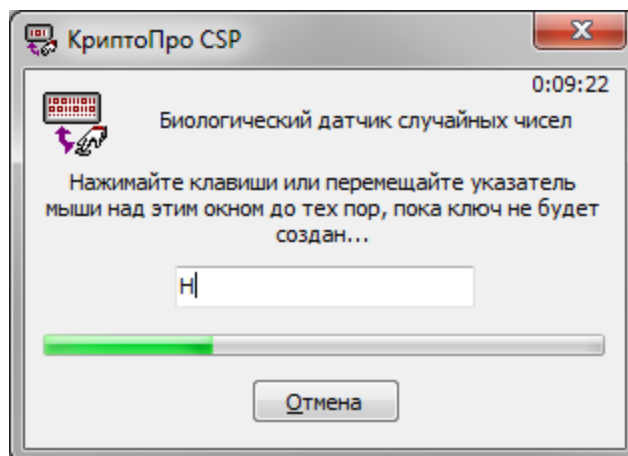 КриптоПро CSP
0:09:22
Биологический датчик случайных чисел
Нажимайте клавиши или перемещайте указатель
мыши над этим окном до тех пор, пока ключ не будет
создан...
Н
Отмена